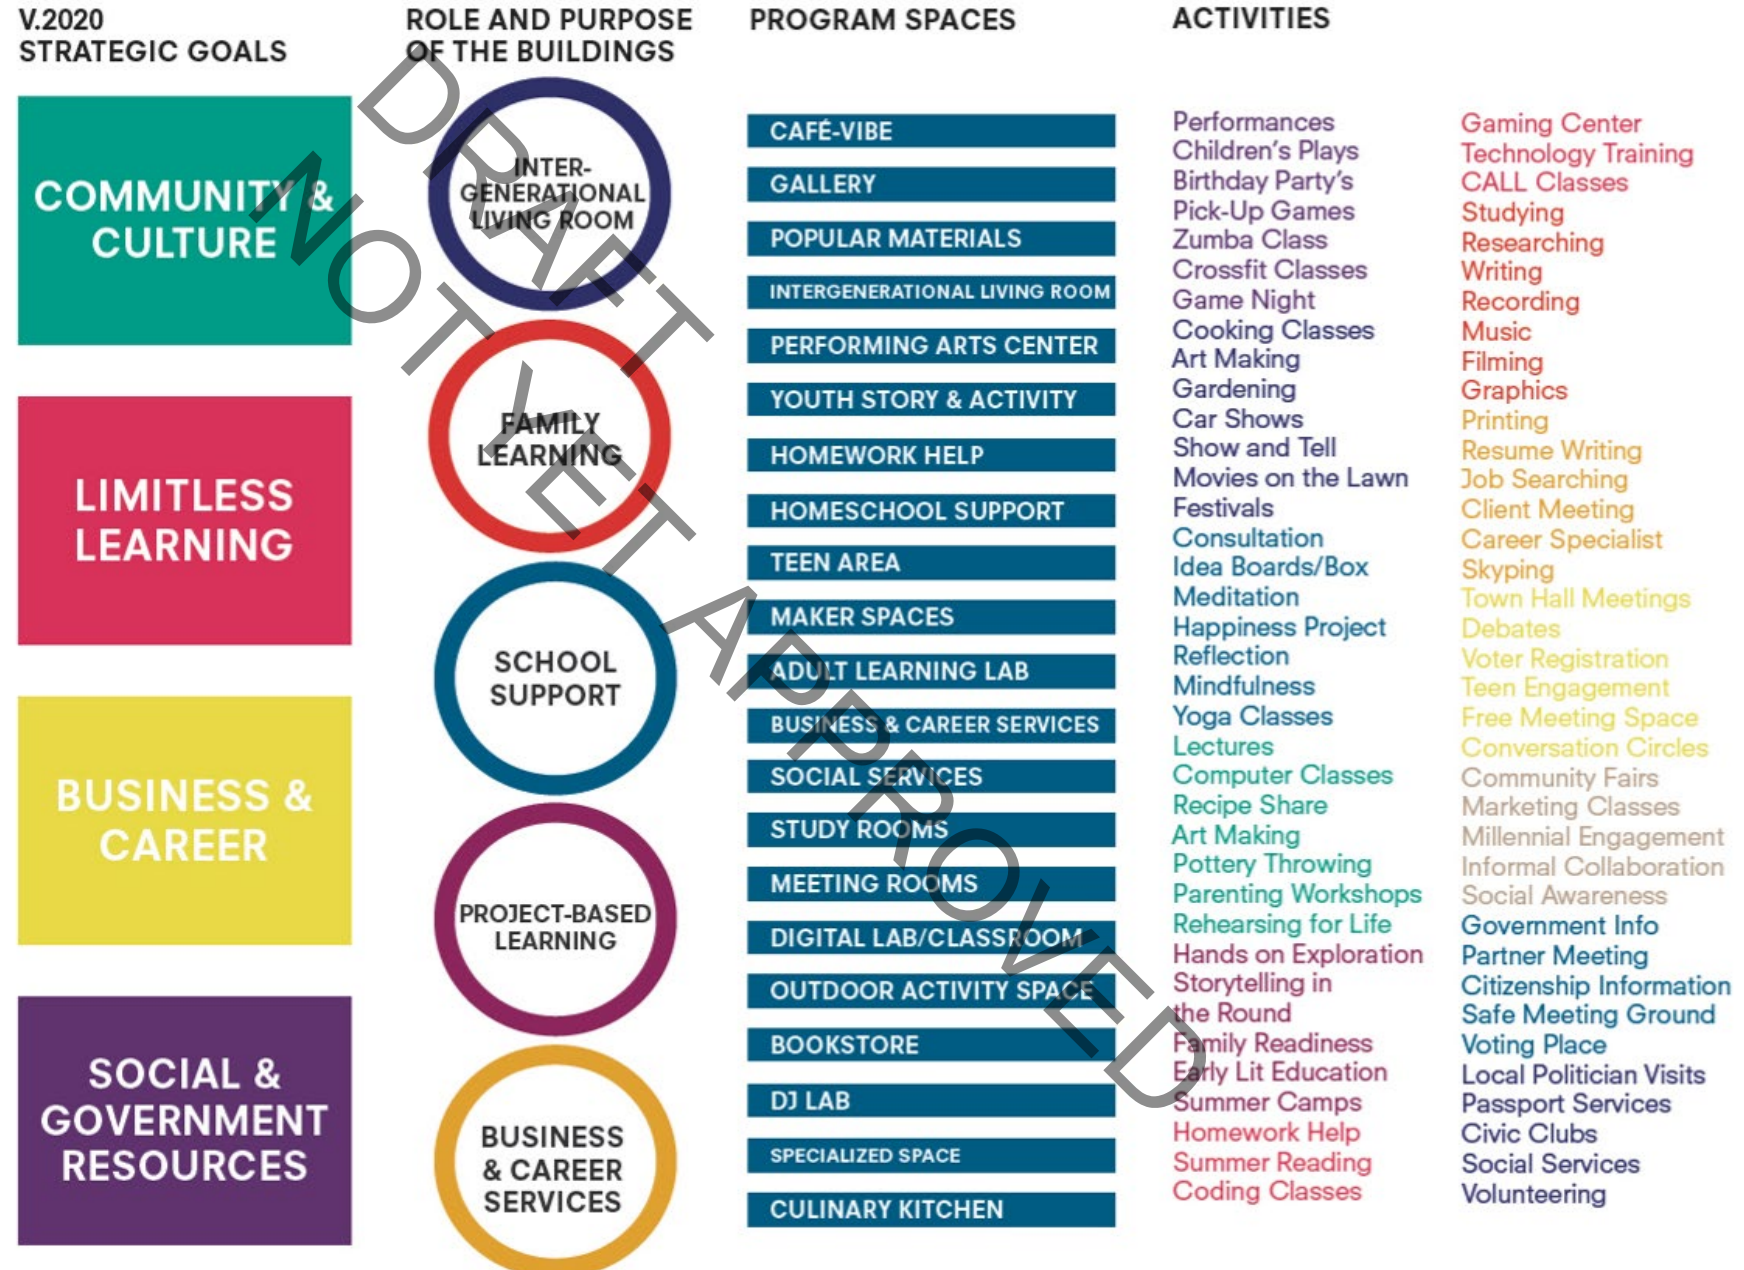 V.2020
STRATEGIC GOALS
COMMUNITY &
CULTURE
LIMITLESS
LEARNING
BUSINESS &
CAREER
SOCIAL &
GOVERNMENT
RESOURCES
ROLE AND PURPOSE
OF THE BUILDINGS
INTER-
GENERATIONAL
LIVING ROOM
FAMILY
LEARNING
SCHOOL
SUPPORT
PROJECT-BASED
LEARNING
BUSINESS
& CAREER
SERVICES
PROGRAM SPACES
CAFÉ-VIBE
GALLERY
POPULAR MATERIALS
INTERGENERATIONAL LIVING ROOM
PERFORMING ARTS CENTER
YOUTH STORY & ACTIVITY
HOMEWORK HELP
HOMESCHOOL SUPPORT
TEEN AREA
MAKER SPACES
ADULT LEARNING LAB
BUSINESS & CAREER SERVICES
SOCIAL SERVICES
STUDY ROOMS
MEETING ROOMS
DIGITAL LAB/CLASSROOM
OUTDOOR ACTIVITY SPACE
BOOKSTORE
DJ LAB
SPECIALIZED SPACE
CULINARY KITCHEN
ACTIVITIES
Performances
Children's Plays
Birthday Party's
Pick-Up Games
Zumba Class
Crossfit Classes
Game Night
Cooking Classes
Art Making
Gardening
Car Shows
Show and Tell
Movies on the Lawn
Festivals
Consultation
Idea Boards/Box
Meditation
Happiness Project
Reflection
Mindfulness
Yoga Classes
Lectures
Computer Classes
Recipe Share
Art Making
Pottery Throwing
Parenting Workshops
Rehearsing for Life
Hands on Exploration
Storytelling in
the Round
Family Readiness
Early Lit Education
Summer Camps
Homework Help
Summer Reading
Coding Classes
Gaming Center
Technology Training
CALL Classes
Studying
Researching
Writing
Recording
Music
Filming
Graphics
Printing
Resume Writing
Job Searching
Client Meeting
Career Specialist
Skyping
Town Hall Meetings
Debates
Voter Registration
Teen Engagement
Free Meeting Space
Conversation Circles
Community Fairs
Marketing Classes
Millennial Engagement
Informal Collaboration
Social Awareness
Government Info
Partner Meeting
Citizenship Information
Safe Meeting Ground
Voting Place
Local Politician Visits
Passport Services
Civic Clubs
Social Services
Volunteering
DRAFT
NOT YET APPROVED